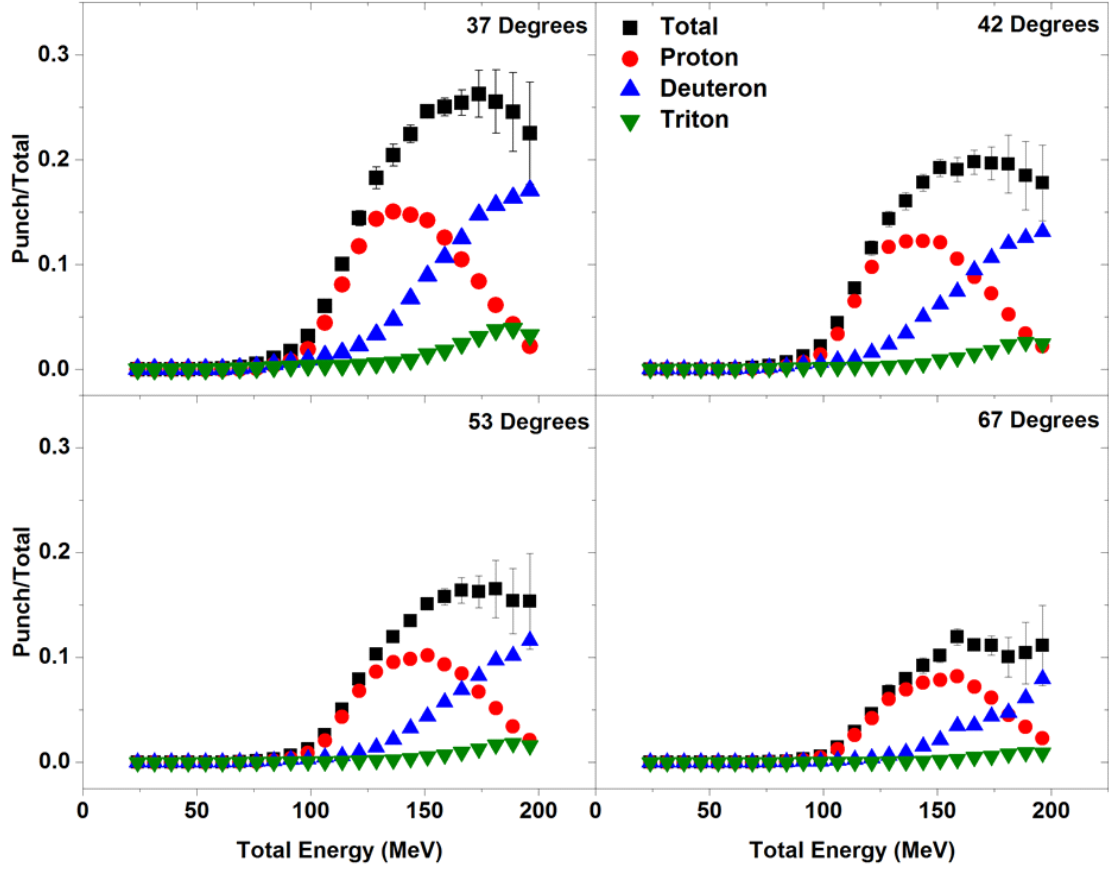 37 Degrees
42 Degrees
Total
Proton
Deuteron
Triton
Punch/Total
0.3
0.2
0.1
0.0
53 Degrees
67 Degrees
Punch/Total
0.3
0.2
0.1
0.0
0
50
100
150
200
0
50
100
150
200
Total Energy (MeV)
Total Energy (MeV)